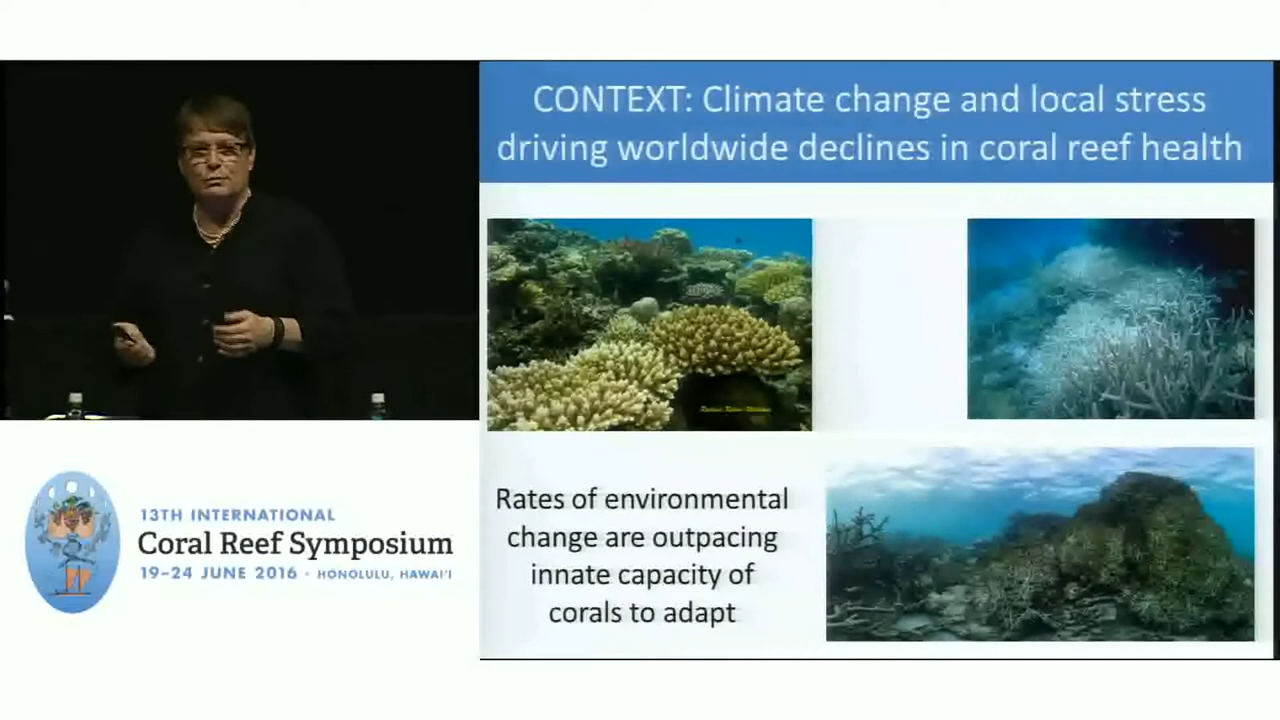 CONTEXT: Climate change and local stress
driving worldwide declines in coral reef health
Rates of environmental
change are outpacing
innate capacity of
corals to adapt
13TH INTERNATIONAL
Coral Reef Symposium
19–24 JUNE 2016 · HONOLULU, HAWAI'I